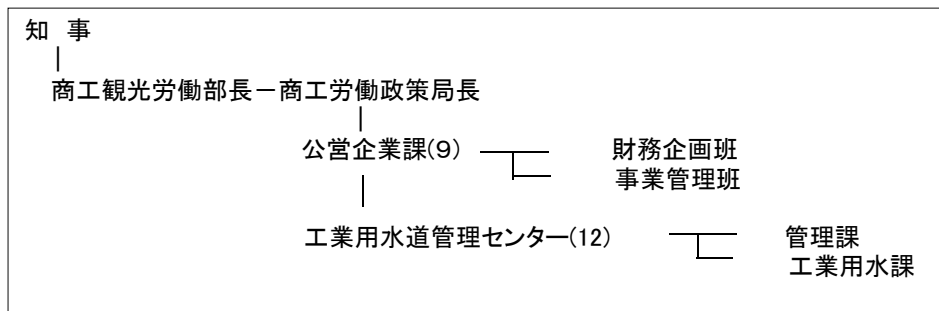 知 事
商工観光労働部長－商工労働政策局長
公営企業課(９) 財務企画班
事業管理班
工業用水道管理センター(12) 管理課
工業用水課